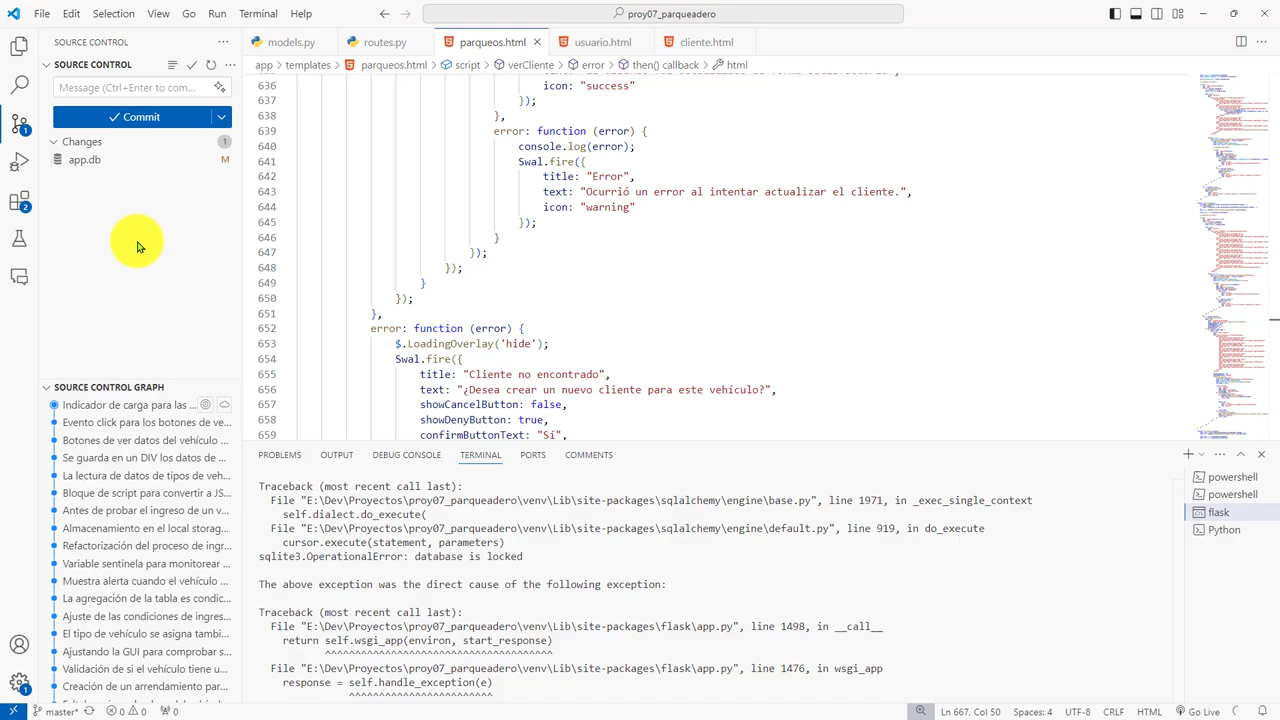 File Edit Selection View Go Run Terminal Help
proy07_parqueadero
SOURCE CONTROL
models.py routes.py parqueos.html usuario.html cliente.html
SOURCE CONTROL
app > templates > parqueos.html > script > verCliente > error > then() callback > html
636 icon: "success"
637 });
638 },
639 error: function (error) {
640 console.log(error);
641 Swal.fire({
642 title: "Error",
643 text: "Ocurrió un error al intentar actualizar el cliente.",
644 icon: "warning"
645 });
646 }
647 });
648 });
649 }
650 });
651 },
652 error: function (error) {
653 $.LoadingOverlay('hide');
654 Swal.fire({
655 title: "Cliente no encontrado",
656 text: "¿Desea crear un cliente para este vehículo?",
657 showCancelButton: false,
658 showDenyButton: true,
659 confirmButtonText: "Sí",
Message (Ctrl+Enter to comm...
Commit
Changes 1
app.db M
1
2
1
SOURCE CONTROL GRAPH
Indicador de carga para las ...
Evento click en los botones de ve...
Botones de ver datos del vehículo ...
Se agrupan en un DIV los datos de ...
La lectura de datos de tipos de veh...
Bloque de script para convertir a JS...
Antes de probar el ingreso de un v...
Almacenamiento en el local storag...
Refactorización del proceso de ingr...
Variable sentinela para monitorear ...
Muestra alerta cuando el vehículo ...
La agregación de la tabla es condic...
Ajuste de las condiciones de ingres...
El tipo de vehículo se asigna tambi...
Ajustando la GUI para comprobar s...
Validación de si el vehículo tiene u...
Creación de un arrendamiento par...
PROBLEMS OUTPUT DEBUG CONSOLE TERMINAL PORTS COMMENTS
Traceback (most recent call last):
File "E:\Dev\Proyectos\proy07_parqueadero\venv\Lib\site-packages\sqlalchemy\engine\base.py", line 1971, in _exec_single_context
self.dialect.do_execute(
File "E:\Dev\Proyectos\proy07_parqueadero\venv\Lib\site-packages\sqlalchemy\engine\default.py", line 919, in do_execute
cursor.execute(statement, parameters)
sqlite3.OperationalError: database is locked
The above exception was the direct cause of the following exception:
Traceback (most recent call last):
File "E:\Dev\Proyectos\proy07_parqueadero\venv\Lib\site-packages\flask\app.py", line 1498, in __call__
return self.wsgi_app(environ, start_response)
^^^^^^^^^^^^^^^^^^^^^^^^^^^^^^^^^^^^^^
File "E:\Dev\Proyectos\proy07_parqueadero\venv\Lib\site-packages\flask\app.py", line 1476, in wsgi_app
response = self.handle_exception(e)
^^^^^^^^^^^^^^^^^^^^^^^^
powershell
powershell
flask
Python
master* 0 0 0 Ln 667, Col 50 Spaces: 4 UTF-8 CRLF HTML Go Live